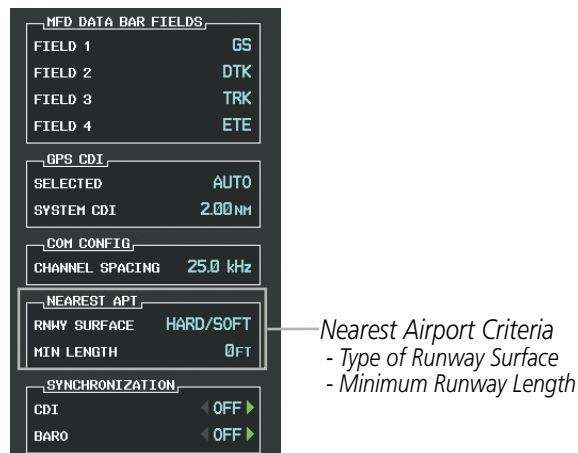 MFD DATA BAR FIELDS
FIELD 1 GS
FIELD 2 DTK
FIELD 3 TRK
FIELD 4 ETE
GPS CDI
SELECTED AUTO
SYSTEM CDI 2.00 NM
COM CONFIG
CHANNEL SPACING 25.0 kHz
NEAREST APT
RNWY SURFACE HARD/SOFT
MIN LENGTH 0FT
Nearest Airport Criteria
- Type of Runway Surface
- Minimum Runway Length
SYNCHRONIZATION
CDI OFF
BARO OFF